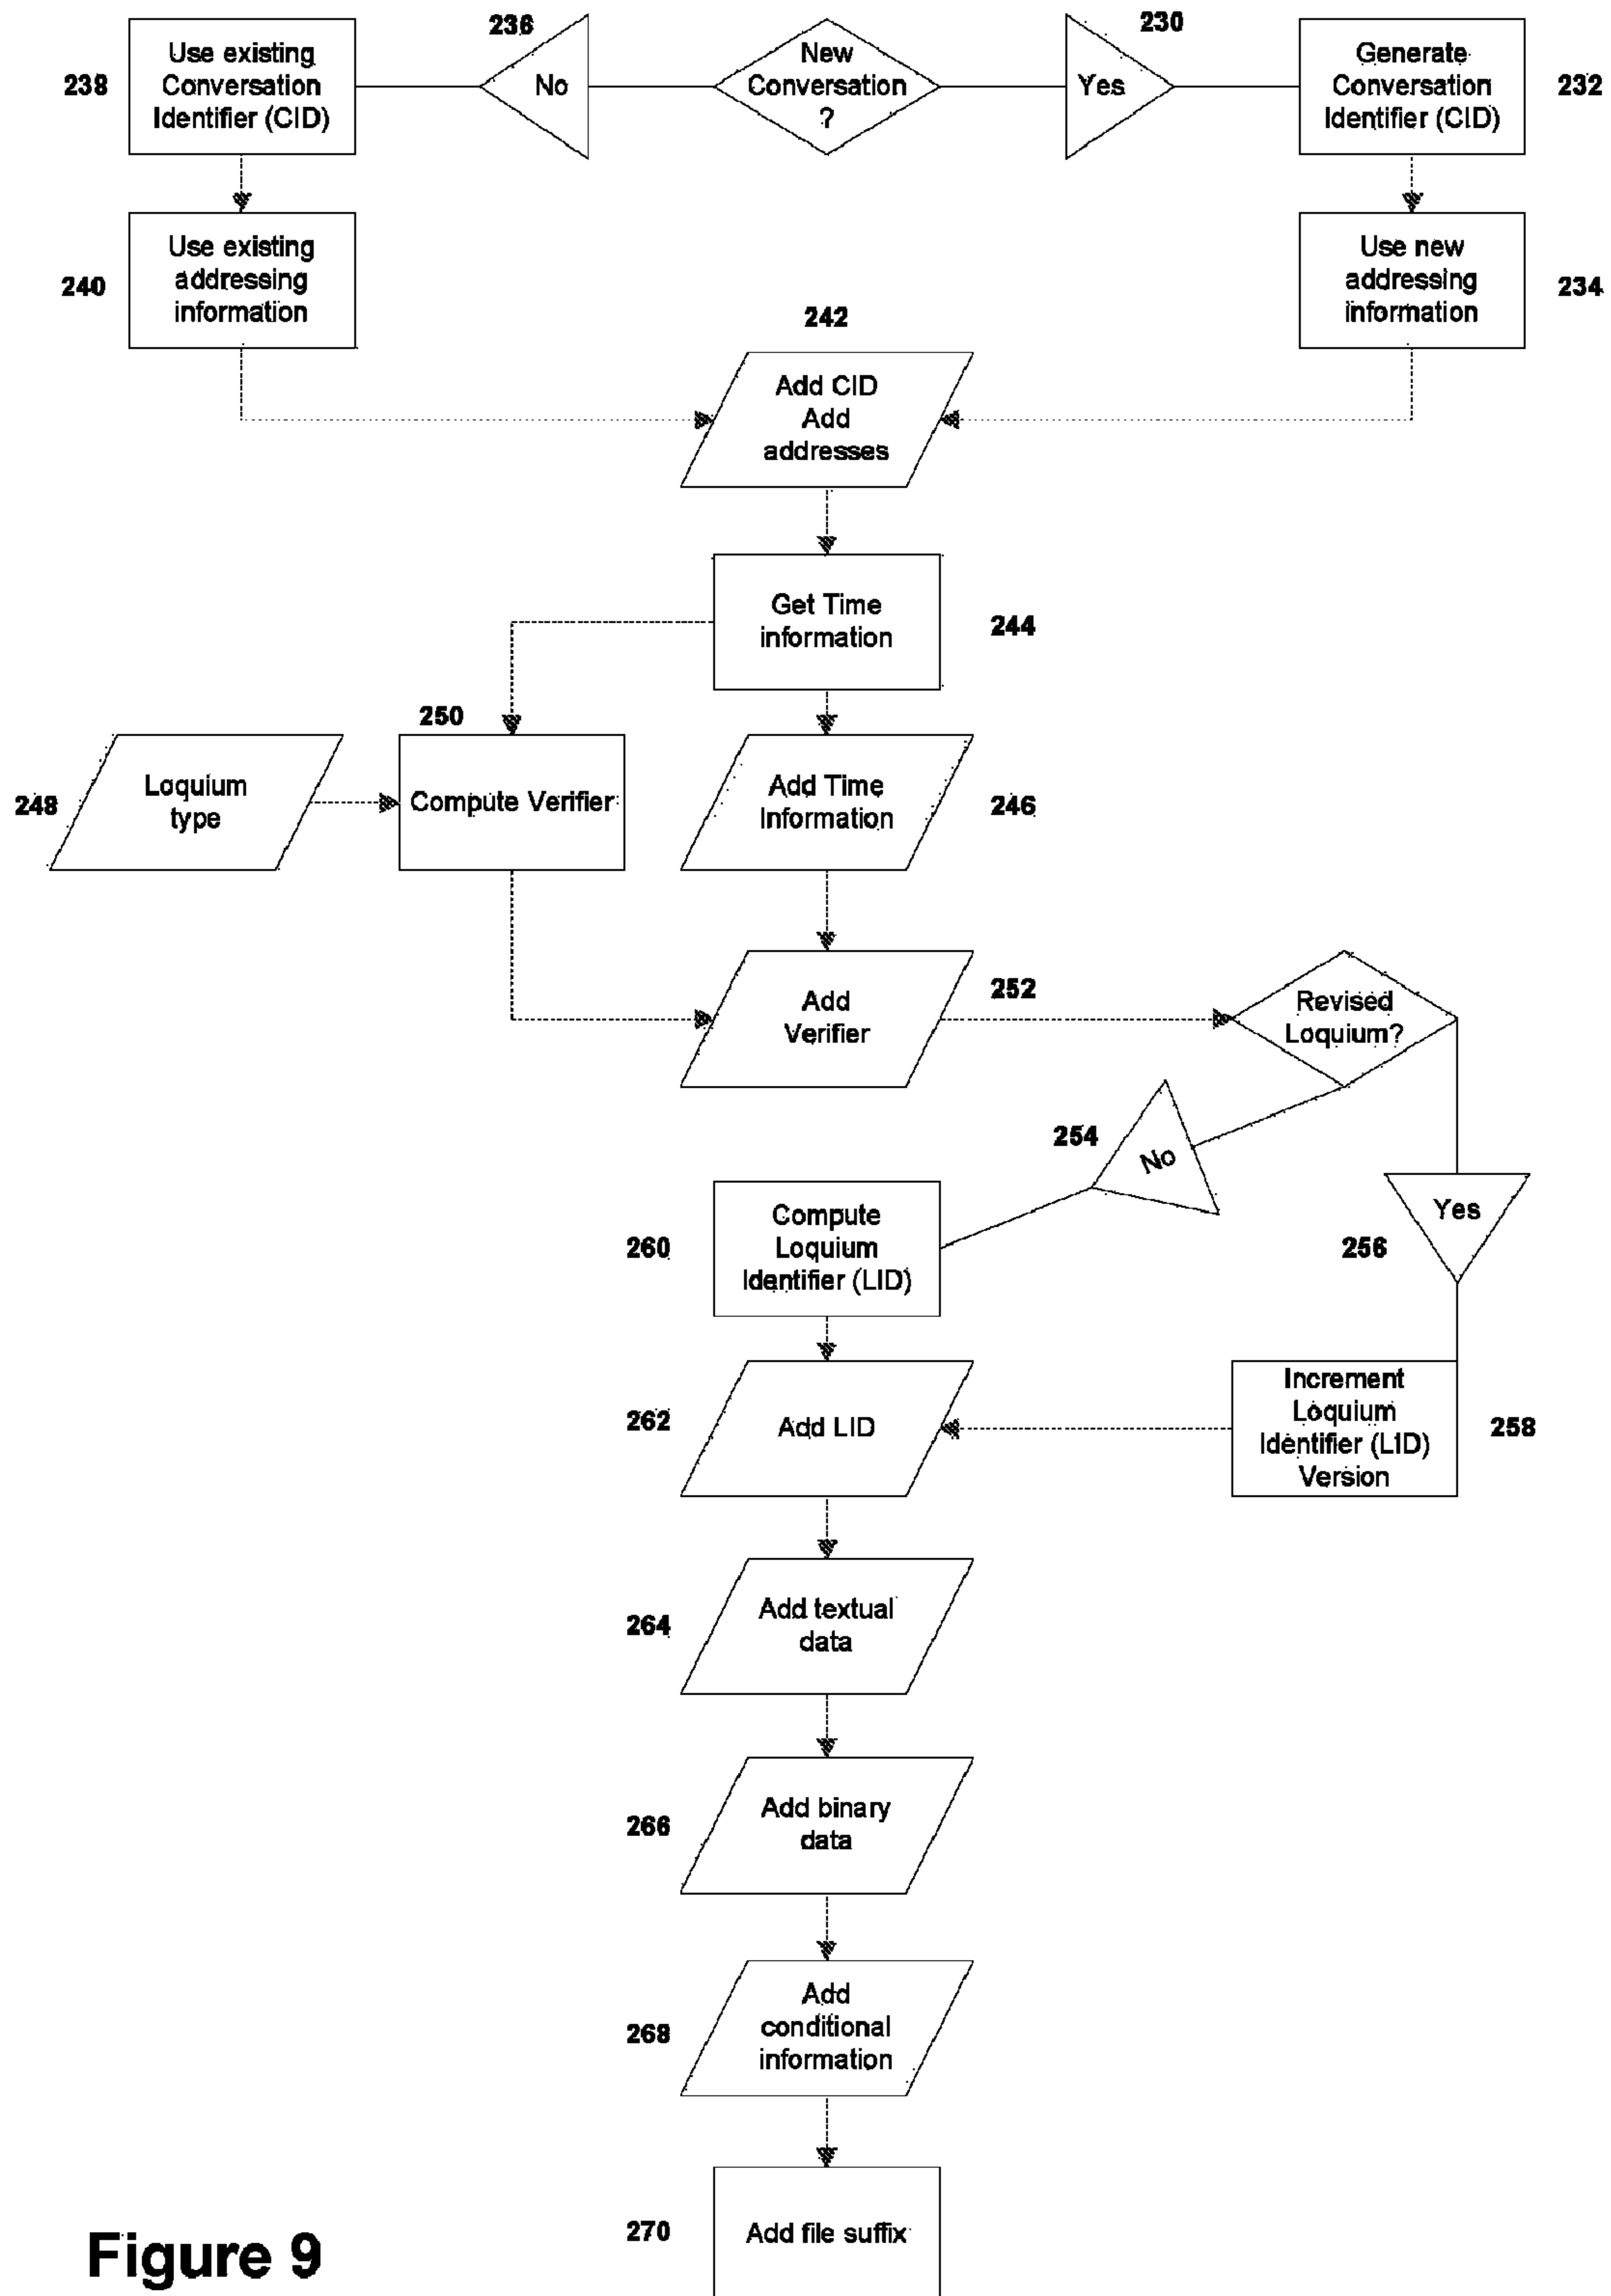 236
230
238
Use existing
Conversation
Identifier (CID)
No
New
Conversation
?
Yes
Generate
Conversation
Identifier (CID)
232
240
Use existing
addressing
information
Use new
addressing
information
234
242
Add CID
Add
addresses
Get Time
information
244
250
248
Loquium
type
Compute Verifier
Add Time
Information
246
Add
Verifier
252
Revised
Loquium?
254
No
260
Compute
Loquium
Identifier (LID)
Yes
256
262
Add LID
Increment
Loquium
Identifier (LID)
Version
258
264
Add textual
data
266
Add binary
data
268
Add
conditional
information
270
Add file suffix
Figure 9